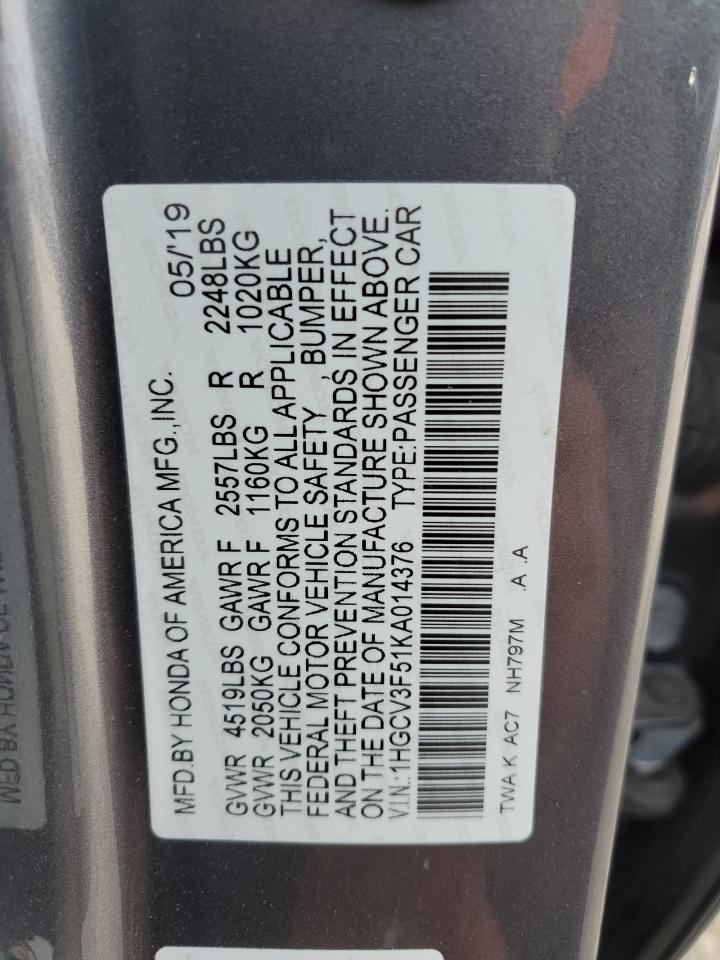 MFD.BY HONDA OF AMERICA MFG.,INC. 05/'19
GVWR 4519LBS GAWR F 2557LBS R 2248LBS
GVWR 2050KG GAWR F 1160KG R 1020KG
THIS VEHICLE CONFORMS TO ALL APPLICABLE
FEDERAL MOTOR VEHICLE SAFETY , BUMPER,
AND THEFT PREVENTION STANDARDS IN EFFECT
ON THE DATE OF MANUFACTURE SHOWN ABOVE.
V.I.N.:1HGCV3F51KA014376 TYPE:PASSENGER CAR
TWA K AC7 NH797M .A .A